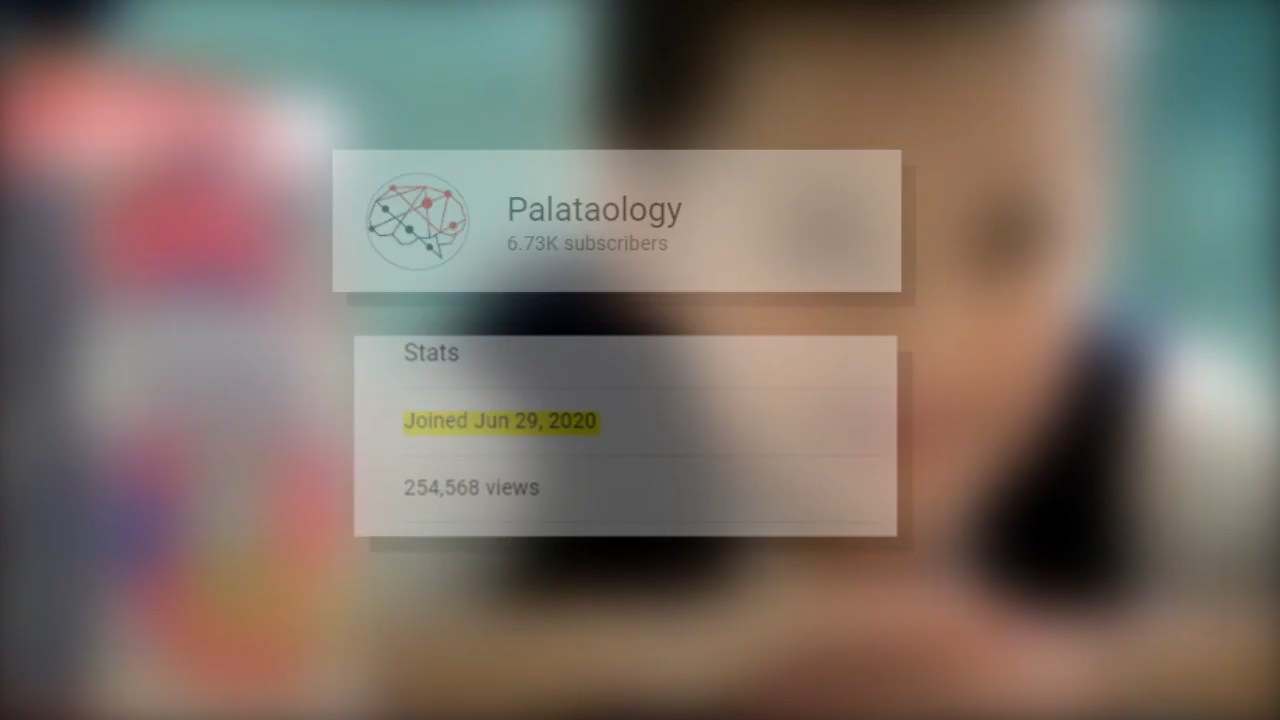 Palataology
6.73K subscribers
Stats
Joined Jun 29, 2020
254,568 views